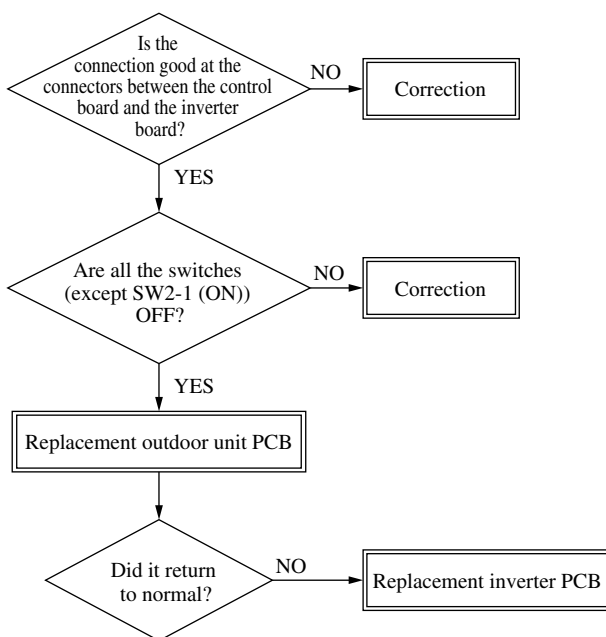 Is the
connection good at the
connectors between the control
board and the inverter
board?
NO
Correction
YES
Are all the switches
(except SW2-1 (ON))
OFF?
NO
Correction
YES
Replacement outdoor unit PCB
Did it return
to normal?
NO
Replacement inverter PCB